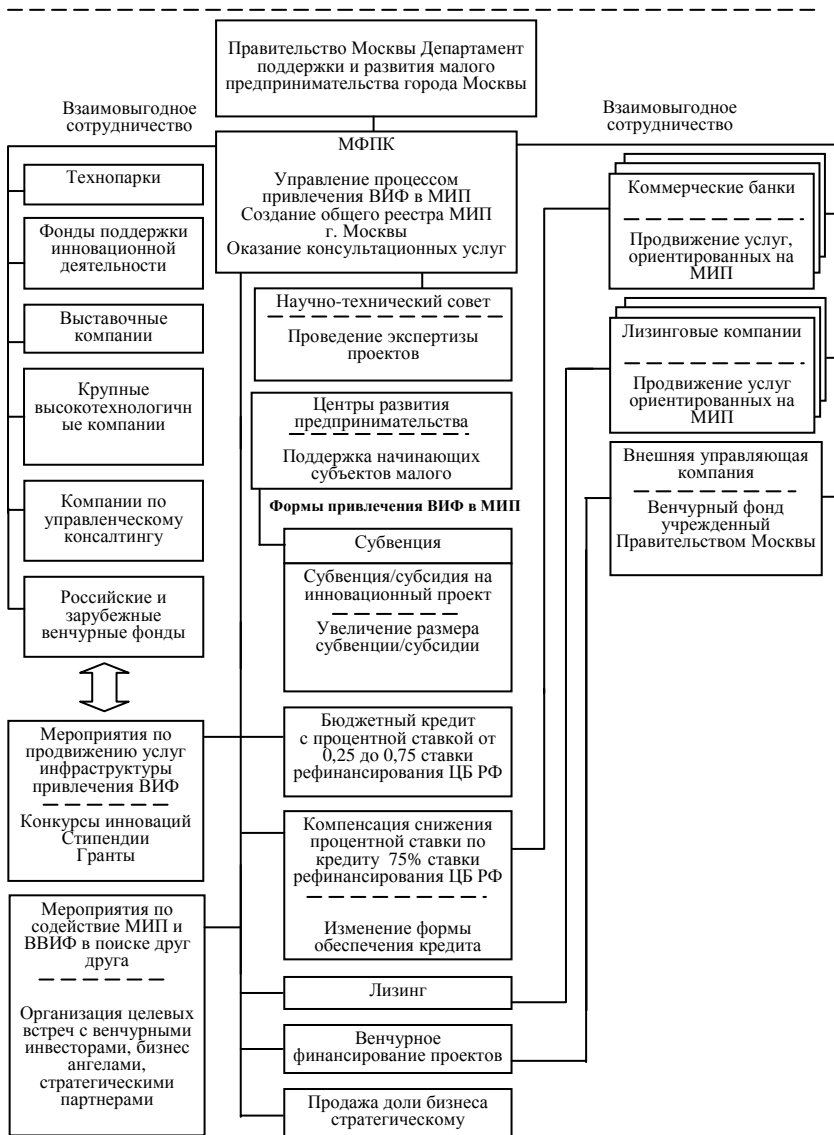 Правительство Москвы Департамент
поддержки и развития малого
предпринимательства города Москвы
Взаимовыгодное
сотрудничество
Взаимовыгодное
сотрудничество
МФПК
Управление процессом
привлечения ВИФ в МИП
Создание общего реестра МИП
г. Москвы
Оказание консультационных услуг
Технопарки
Фонды поддержки
инновационной
деятельности
Выставочные
компании
Крупные
высокотехнологичн
ые компании
Компании по
управленческому
консалтингу
Российские и
зарубежные
венчурные фонды
Мероприятия по
продвижению услуг
инфраструктуры
привлечения ВИФ
Конкурсы инноваций
Стипендии
Гранты
Мероприятия по
содействие МИП и
ВВИФ в поиске друг
друга
Организация целевых
встреч с венчурными
инвесторами, бизнес
ангелами,
стратегическими
партнерами
Научно-технический совет
Проведение экспертизы
проектов
Центры развития
предпринимательства
Поддержка начинающих
субъектов малого
Формы привлечения ВИФ в МИП
Субвенция
Субвенция/субсидия на
инновационный проект
Увеличение размера
субвенции/субсидии
Бюджетный кредит
с процентной ставкой от
0,25 до 0,75 ставки
рефинансирования ЦБ РФ
Компенсация снижения
процентной ставки по
кредиту 75% ставки
рефинансирования ЦБ РФ
Изменение формы
обеспечения кредита
Лизинг
Венчурное
финансирование проектов
Продажа доли бизнеса
стратегическому
Коммерческие банки
Продвижение услуг,
ориентированных на
МИП
Лизинговые компании
Продвижение услуг
ориентированных на
МИП
Внешняя управляющая
компания
Венчурный фонд
учрежденный
Правительством Москвы